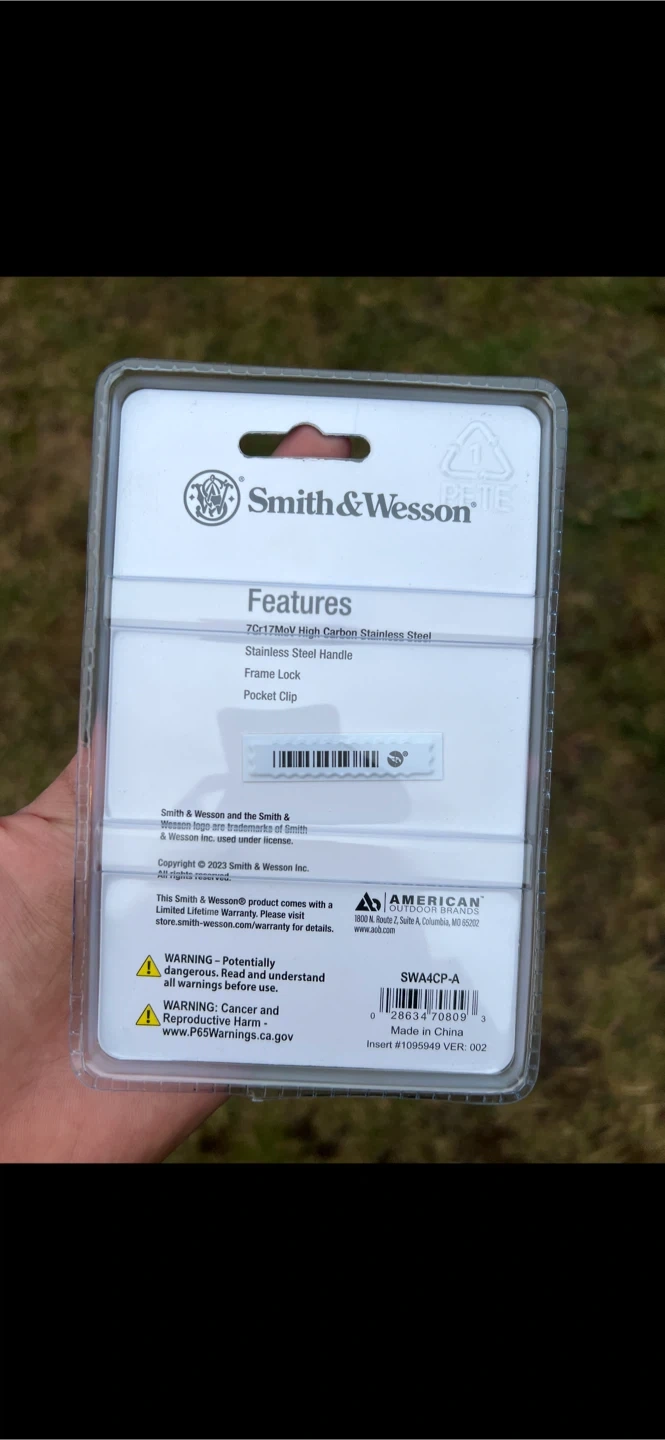 1
PETE
Smith & Wesson®
Features
7Cr17MoV High Carbon Stainless Steel
Stainless Steel Handle
Frame Lock
Pocket Clip
Smith & Wesson and the Smith &
Wesson logo are trademarks of Smith
& Wesson Inc. used under license.
Copyright © 2023 Smith & Wesson Inc.
All rights reserved.
This Smith & Wesson® product comes with a
Limited Lifetime Warranty. Please visit
store.smith-wesson.com/warranty for details.
AMERICAN
OUTDOOR BRANDS
1800 N. Route Z, Suite A, Columbia, MO 65202
www.aob.com
WARNING – Potentially
dangerous. Read and understand
all warnings before use.
WARNING: Cancer and
Reproductive Harm -
www.P65Warnings.ca.gov
SWA4CP-A
0 28634 70809 3
Made in China
Insert #1095949 VER: 002